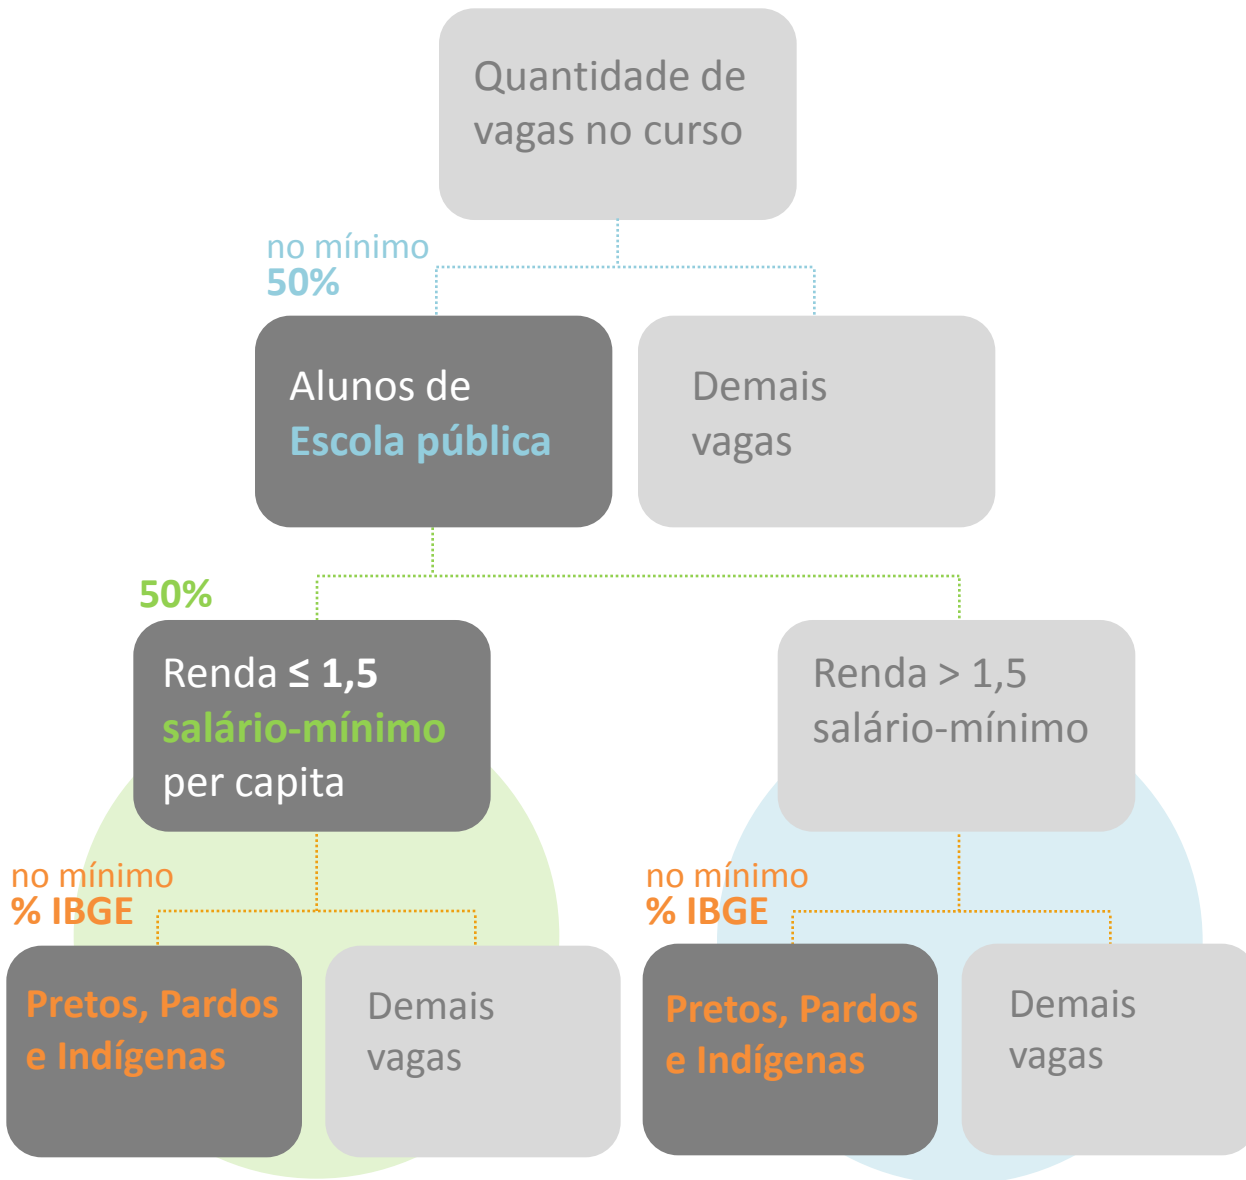 Quantidade de
vagas no curso
no mínimo
50%
Alunos de
Escola pública
Demais
vagas
50%
Renda ≤ 1,5
salário-mínimo
per capita
Renda > 1,5
salário-mínimo
no mínimo
% IBGE
Pretos, Pardos
e Indígenas
Demais
vagas
no mínimo
% IBGE
Pretos, Pardos
e Indígenas
Demais
vagas